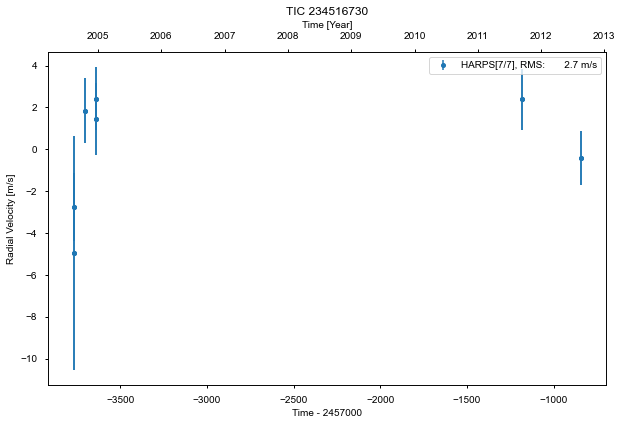 TIC 234516730
Time [Year]
2005 2006 2007 2008 2009 2010 2011 2012 2013
HARPS[7/7], RMS: 2.7 m/s
4
2
0
−2
−4
−6
−8
−10
Radial Velocity [m/s]
−3500 −3000 −2500 −2000 −1500 −1000
Time - 2457000